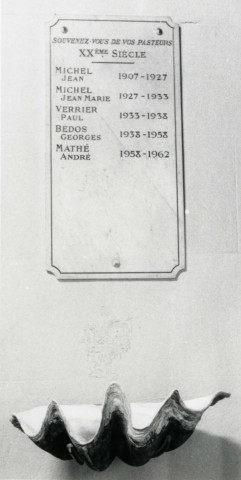 SOUVENEZ-VOUS DE VOS PASTEURS
XXÈME SIÈCLE
MICHEL
JEAN 1907-1927
MICHEL
JEAN MARIE 1927-1933
VERRIER
PAUL 1933-1938
BEDOS
GEORGES 1938-1958
MATHÉ
ANDRÉ 1958-1962